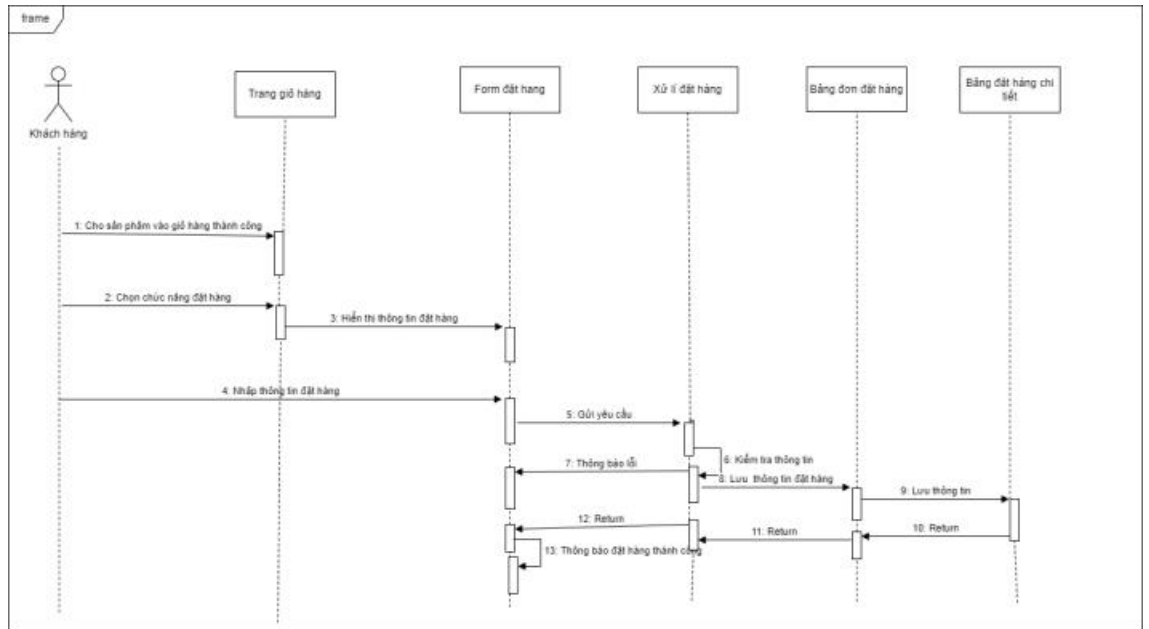 frame
Khách hàng
Trang giỏ hàng
Form đặt hang
Xử lí đặt hàng
Bảng đơn đặt hàng
Bảng đặt hàng chi
tiết
1: Cho sản phẩm vào giỏ hàng thành công
2: Chọn chức năng đặt hàng
3: Hiển thị thông tin đặt hàng
4: Nhập thông tin đặt hàng
5: Gửi yêu cầu
6: Kiểm tra thông tin
7: Thông báo lỗi
8: Lưu thông tin đặt hàng
9: Lưu thông tin
10: Return
11: Return
12: Return
13: Thông báo đặt hàng thành công